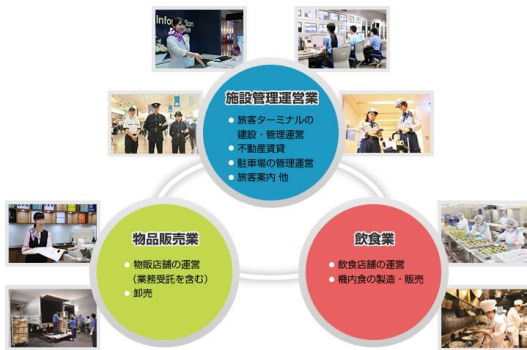 Information
施設管理運営業
● 旅客ターミナルの
建設・管理運営
● 不動産賃貸
● 駐車場の管理運営
● 旅客案内 他
物品販売業
● 物販店舗の運営
(業務受託を含む)
● 卸売
飲食業
● 飲食店舗の運営
● 機内食の製造・販売